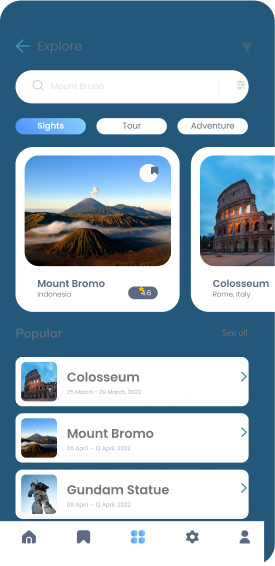 Explore
Mount Bruno
Sights
Tour
Adventure
Mount Bromo
Indonesia
4.6
Colosseum
Rome, Italy
Popular
See all
Colosseum
25 March - 29 March, 2022
Mount Bromo
05 April - 12 April, 2022
Gundam Statue
09 April - 12 April, 2022